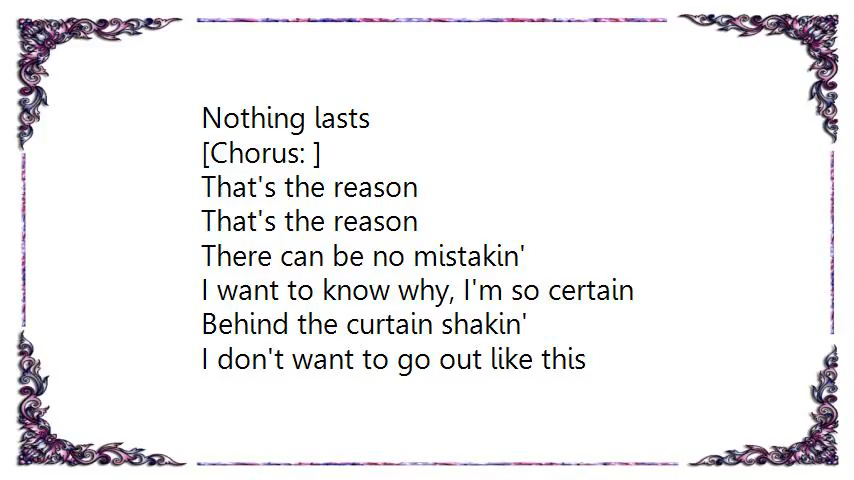 Nothing lasts
[Chorus: ]
That's the reason
That's the reason
There can be no mistakin'
I want to know why, I'm so certain
Behind the curtain shakin'
I don't want to go out like this